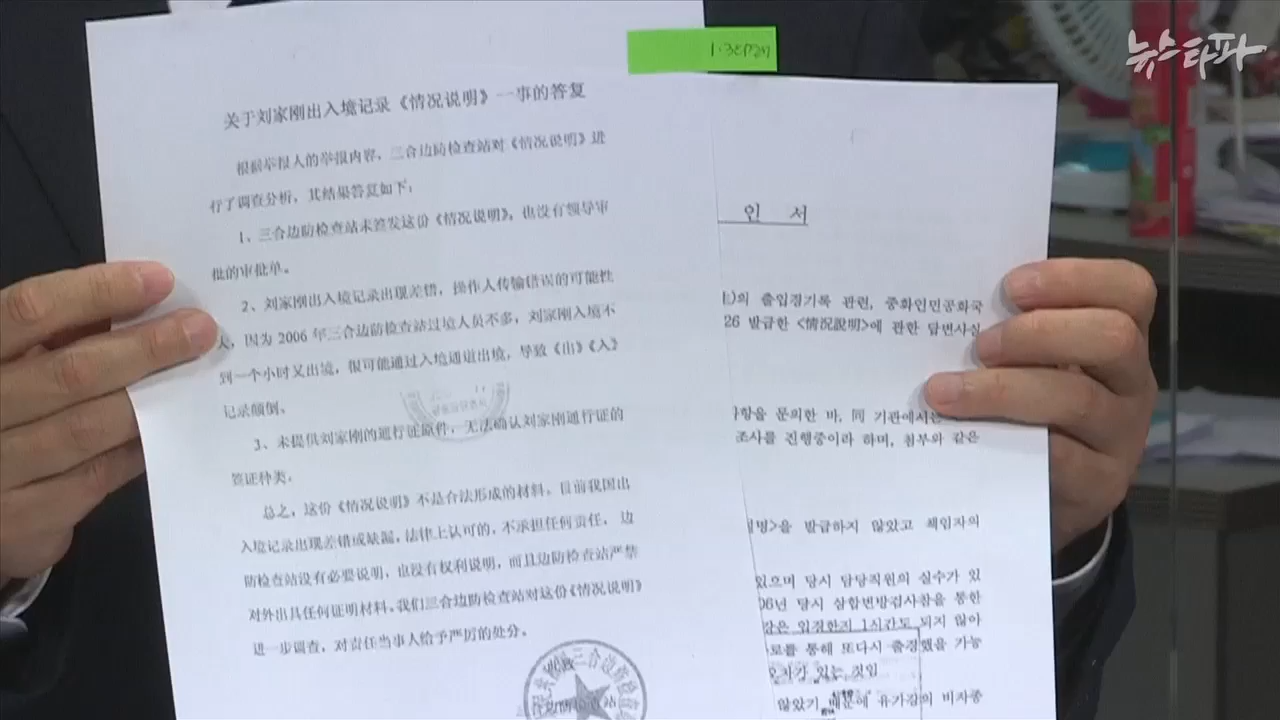 뉴스타파
关于刘家刚出入境记录《情况说明》一事的答复
根据举报人的举报内容，三合边防检查站对《情况说明》进
行了调查分析，其结果答复如下：
1、三合边防检查站未签发这份《情况说明》，也没有领导审
批的审批单。
2、刘家刚出入境记录出现差错，操作人传输错误的可能性
大，因为 2006 年三合边防检查站过境人员不多，刘家刚入境不
到一个小时又出境，很可能通过入境通道出境，导致《出》《入》
记录颠倒。
3、未提供刘家刚的通行证原件，无法确认刘家刚通行证的
签证种类。
总之，这份《情况说明》不是合法形成的材料。目前我国出
入境记录出现差错或缺漏，法律上认可的，不承担任何责任，边
防检查站没有必要说明，也没有权利说明，而且边防检查站严禁
对外出具任何证明材料。我们三合边防检查站对这份《情况说明》
进一步调查，对责任当事人给予严厉的处分。
인 서
의 출입경기록 관련, 중화인민공화국
26 발급한 <情況說明>에 관한 답변사실
사항을 문의한 바, 同 기관에서는
조사를 진행중이라 하며, 첨부와 같은
명>을 발급하지 않았고 책임자의
있으며 당시 담당직원의 실수가 있
06년 당시 삼합변방검사참을 통한
강은 입경한지 1시간도 되지 않아
로를 통해 또다시 출경했을 가능
오차가 있는 것임
않았기 때문에 유가강의 비자종